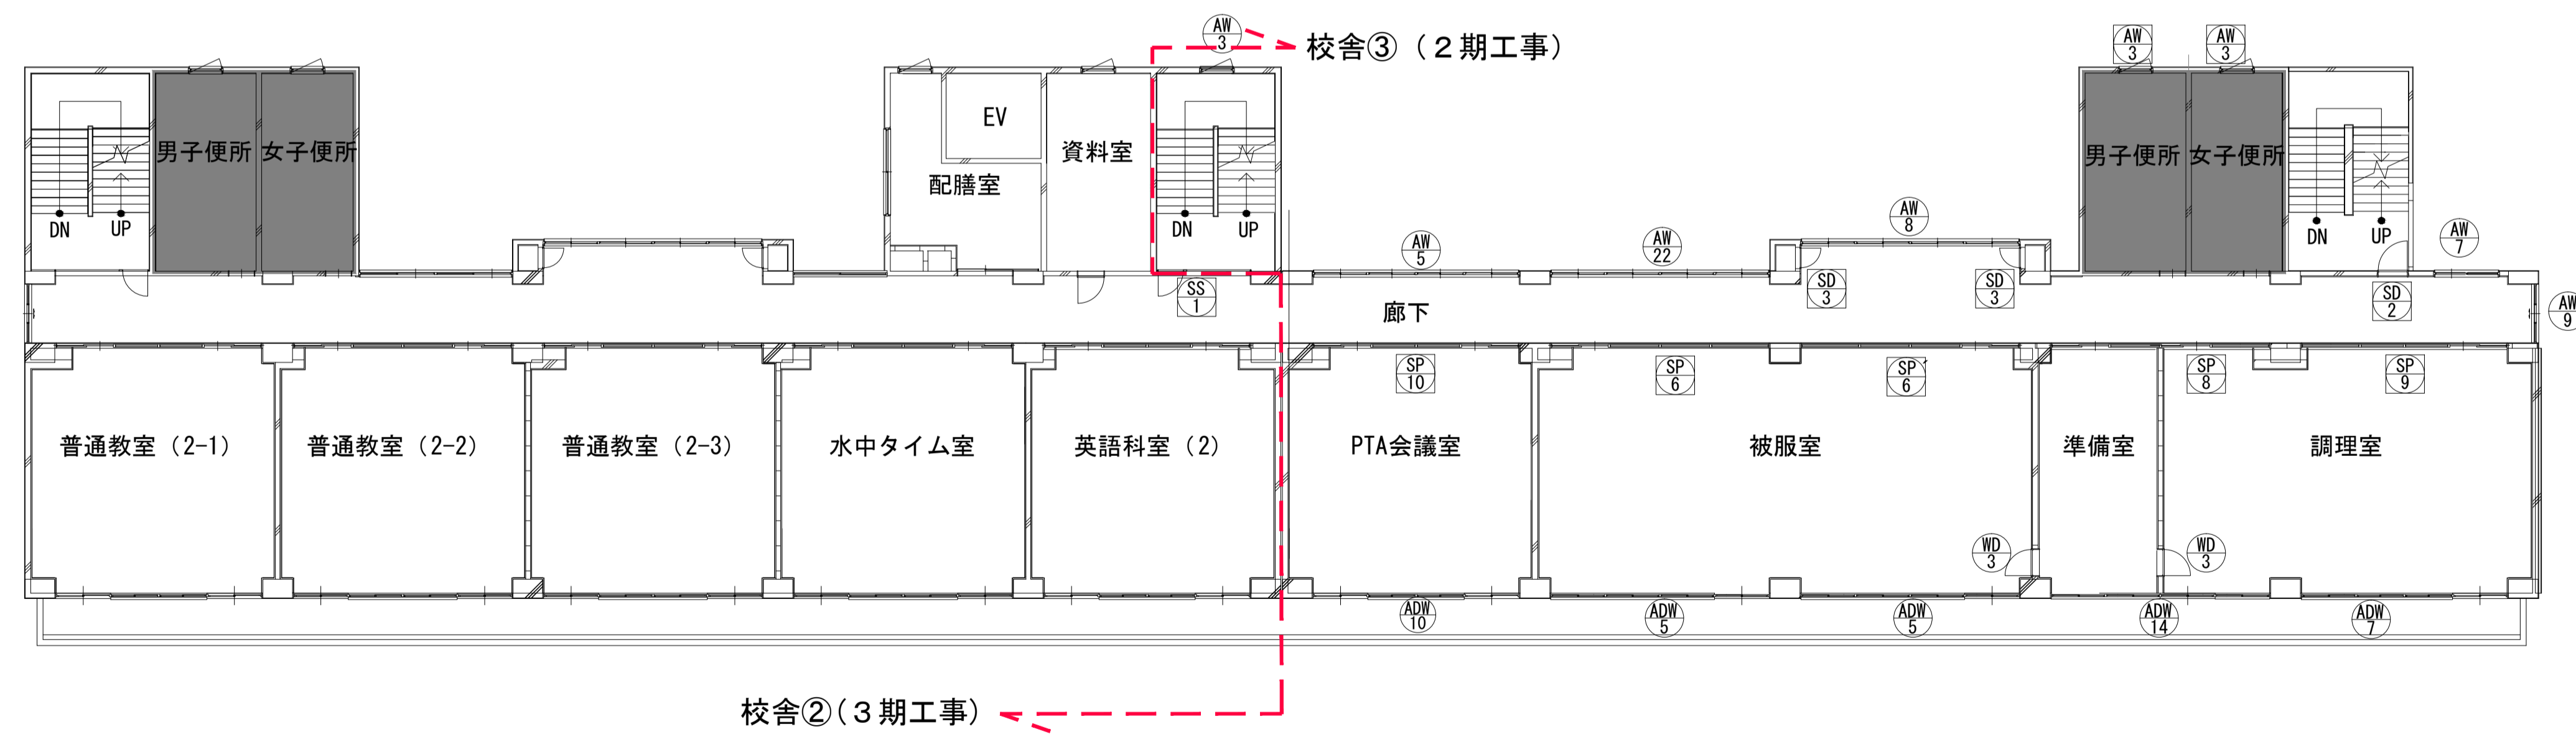 AW
3
校舎③（２期工事）
AW
3
AW
3
男子便所
女子便所
DN
UP
EV
配膳室
資料室
DN
UP
男子便所
女子便所
DN
UP
AW
5
AW
22
AW
8
AW
7
SS
1
廊下
SD
3
SD
3
SD
2
AW
9
SP
10
SP
6
SP
6
SP
8
SP
9
普通教室（2-1）
普通教室（2-2）
普通教室（2-3）
水中タイム室
英語科室（2）
PTA会議室
被服室
準備室
調理室
WD
3
WD
3
ADW
10
ADW
5
ADW
5
ADW
14
ADW
7
校舎②(３期工事）